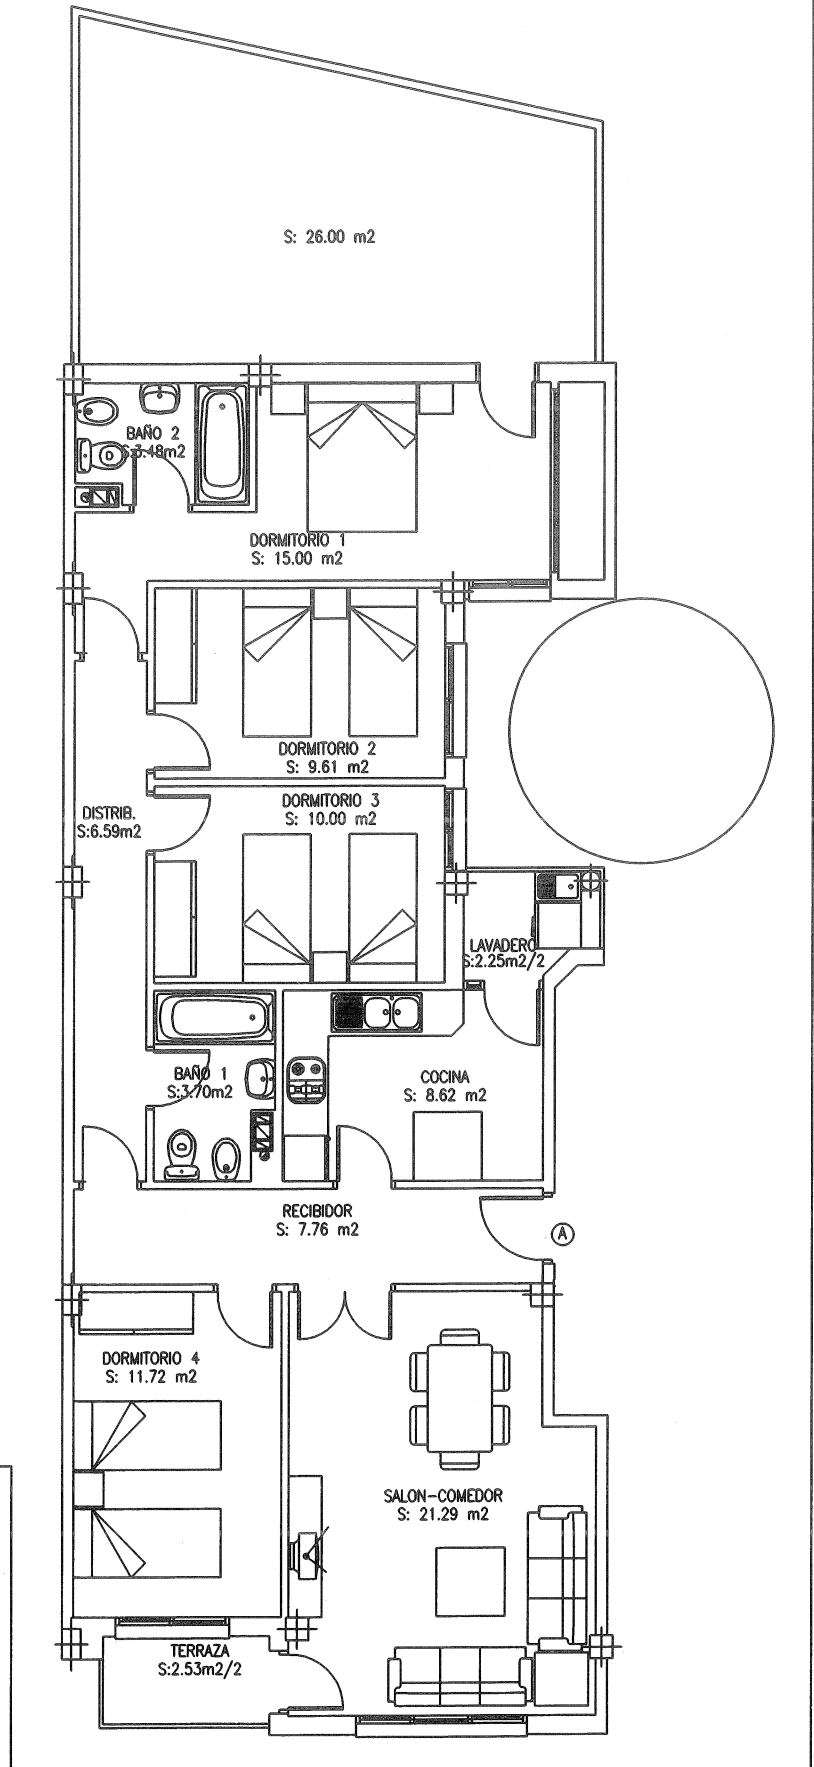 S: 26.00 m2
BAÑO 2
S:3.48m2
DORMITORIO 1
S: 15.00 m2
DORMITORIO 2
S: 9.61 m2
DORMITORIO 3
S: 10.00 m2
DISTRIB.
S:6.59m2
LAVADERO
S:2.25m2/2
BAÑO 1
S:3.70m2
COCINA
S: 8.62 m2
RECIBIDOR
S: 7.76 m2
A
DORMITORIO 4
S: 11.72 m2
SALON-COMEDOR
S: 21.29 m2
TERRAZA
S:2.53m2/2